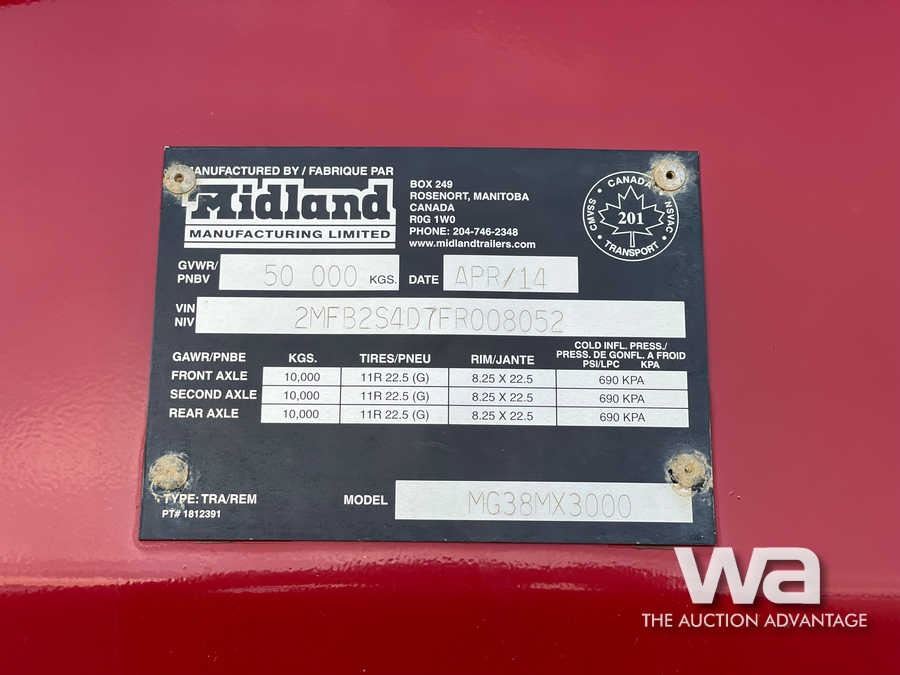 MANUFACTURED BY / FABRIQUE PAR
Midland
MANUFACTURING LIMITED
BOX 249
ROSENORT, MANITOBA
CANADA
R0G 1W0
PHONE: 204-746-2348
www.midlandtrailers.com
CANADA
CMVSS 201 NSVAC
TRANSPORT
GVWR/
PNBV 50 000 KGS. DATE APR/14
VIN
NIV 2MFB2S4D7FR008052
GAWR/PNBE KGS. TIRES/PNEU RIM/JANTE COLD INFL. PRESS./
PRESS. DE GONFL. A FROID
PSI/LPC KPA
FRONT AXLE 10,000 11R 22.5 (G) 8.25 X 22.5 690 KPA
SECOND AXLE 10,000 11R 22.5 (G) 8.25 X 22.5 690 KPA
REAR AXLE 10,000 11R 22.5 (G) 8.25 X 22.5 690 KPA
TYPE: TRA/REM
PT# 1812391
MODEL MG38MX3000
wa
THE AUCTION ADVANTAGE